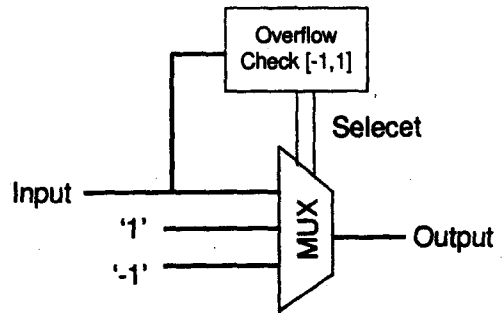 Overflow
Check [-1,1]
Selecet
Input
'1'
'-1'
MUX
Output